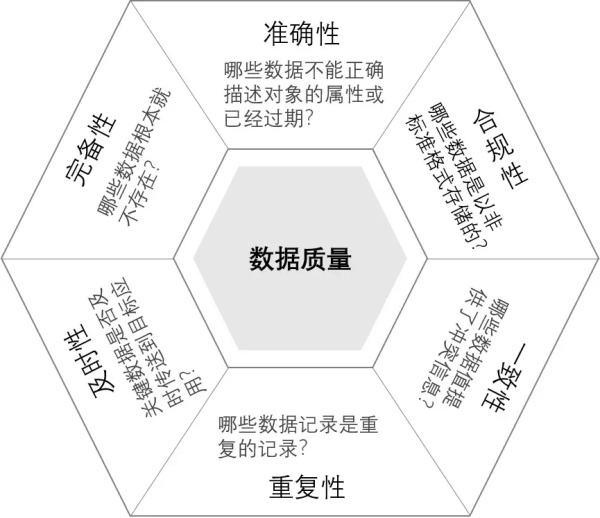 准确性
哪些数据不能正确
描述对象的属性或
已经过期?
合规性
哪些数据是以非
标准格式存储的?
一致性
哪些数据值提
供了冲突信息?
重复性
哪些数据记录是重
复的记录?
及时性
关键数据是否及
时传送到目标应
用?
完备性
哪些数据根本就
不存在?
数据质量